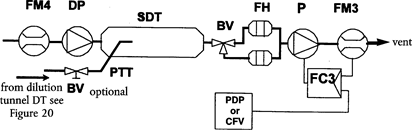 FM4
DP
SDT
BV
FH
P
FM3
vent
PTT
from dilution
tunnel DT see
Figure 20
BV
optional
FC3
PDP
or
CFV